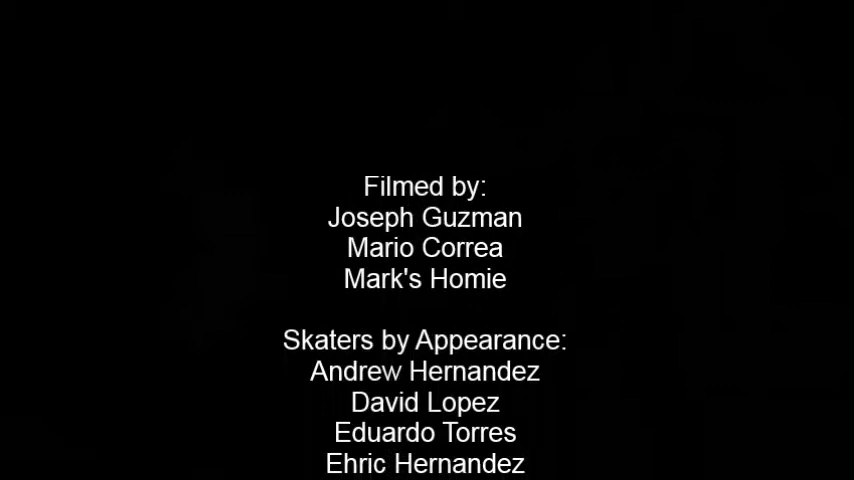 Filmed by:
Joseph Guzman
Mario Correa
Mark's Homie
Skaters by Appearance:
Andrew Hernandez
David Lopez
Eduardo Torres
Ehric Hernandez